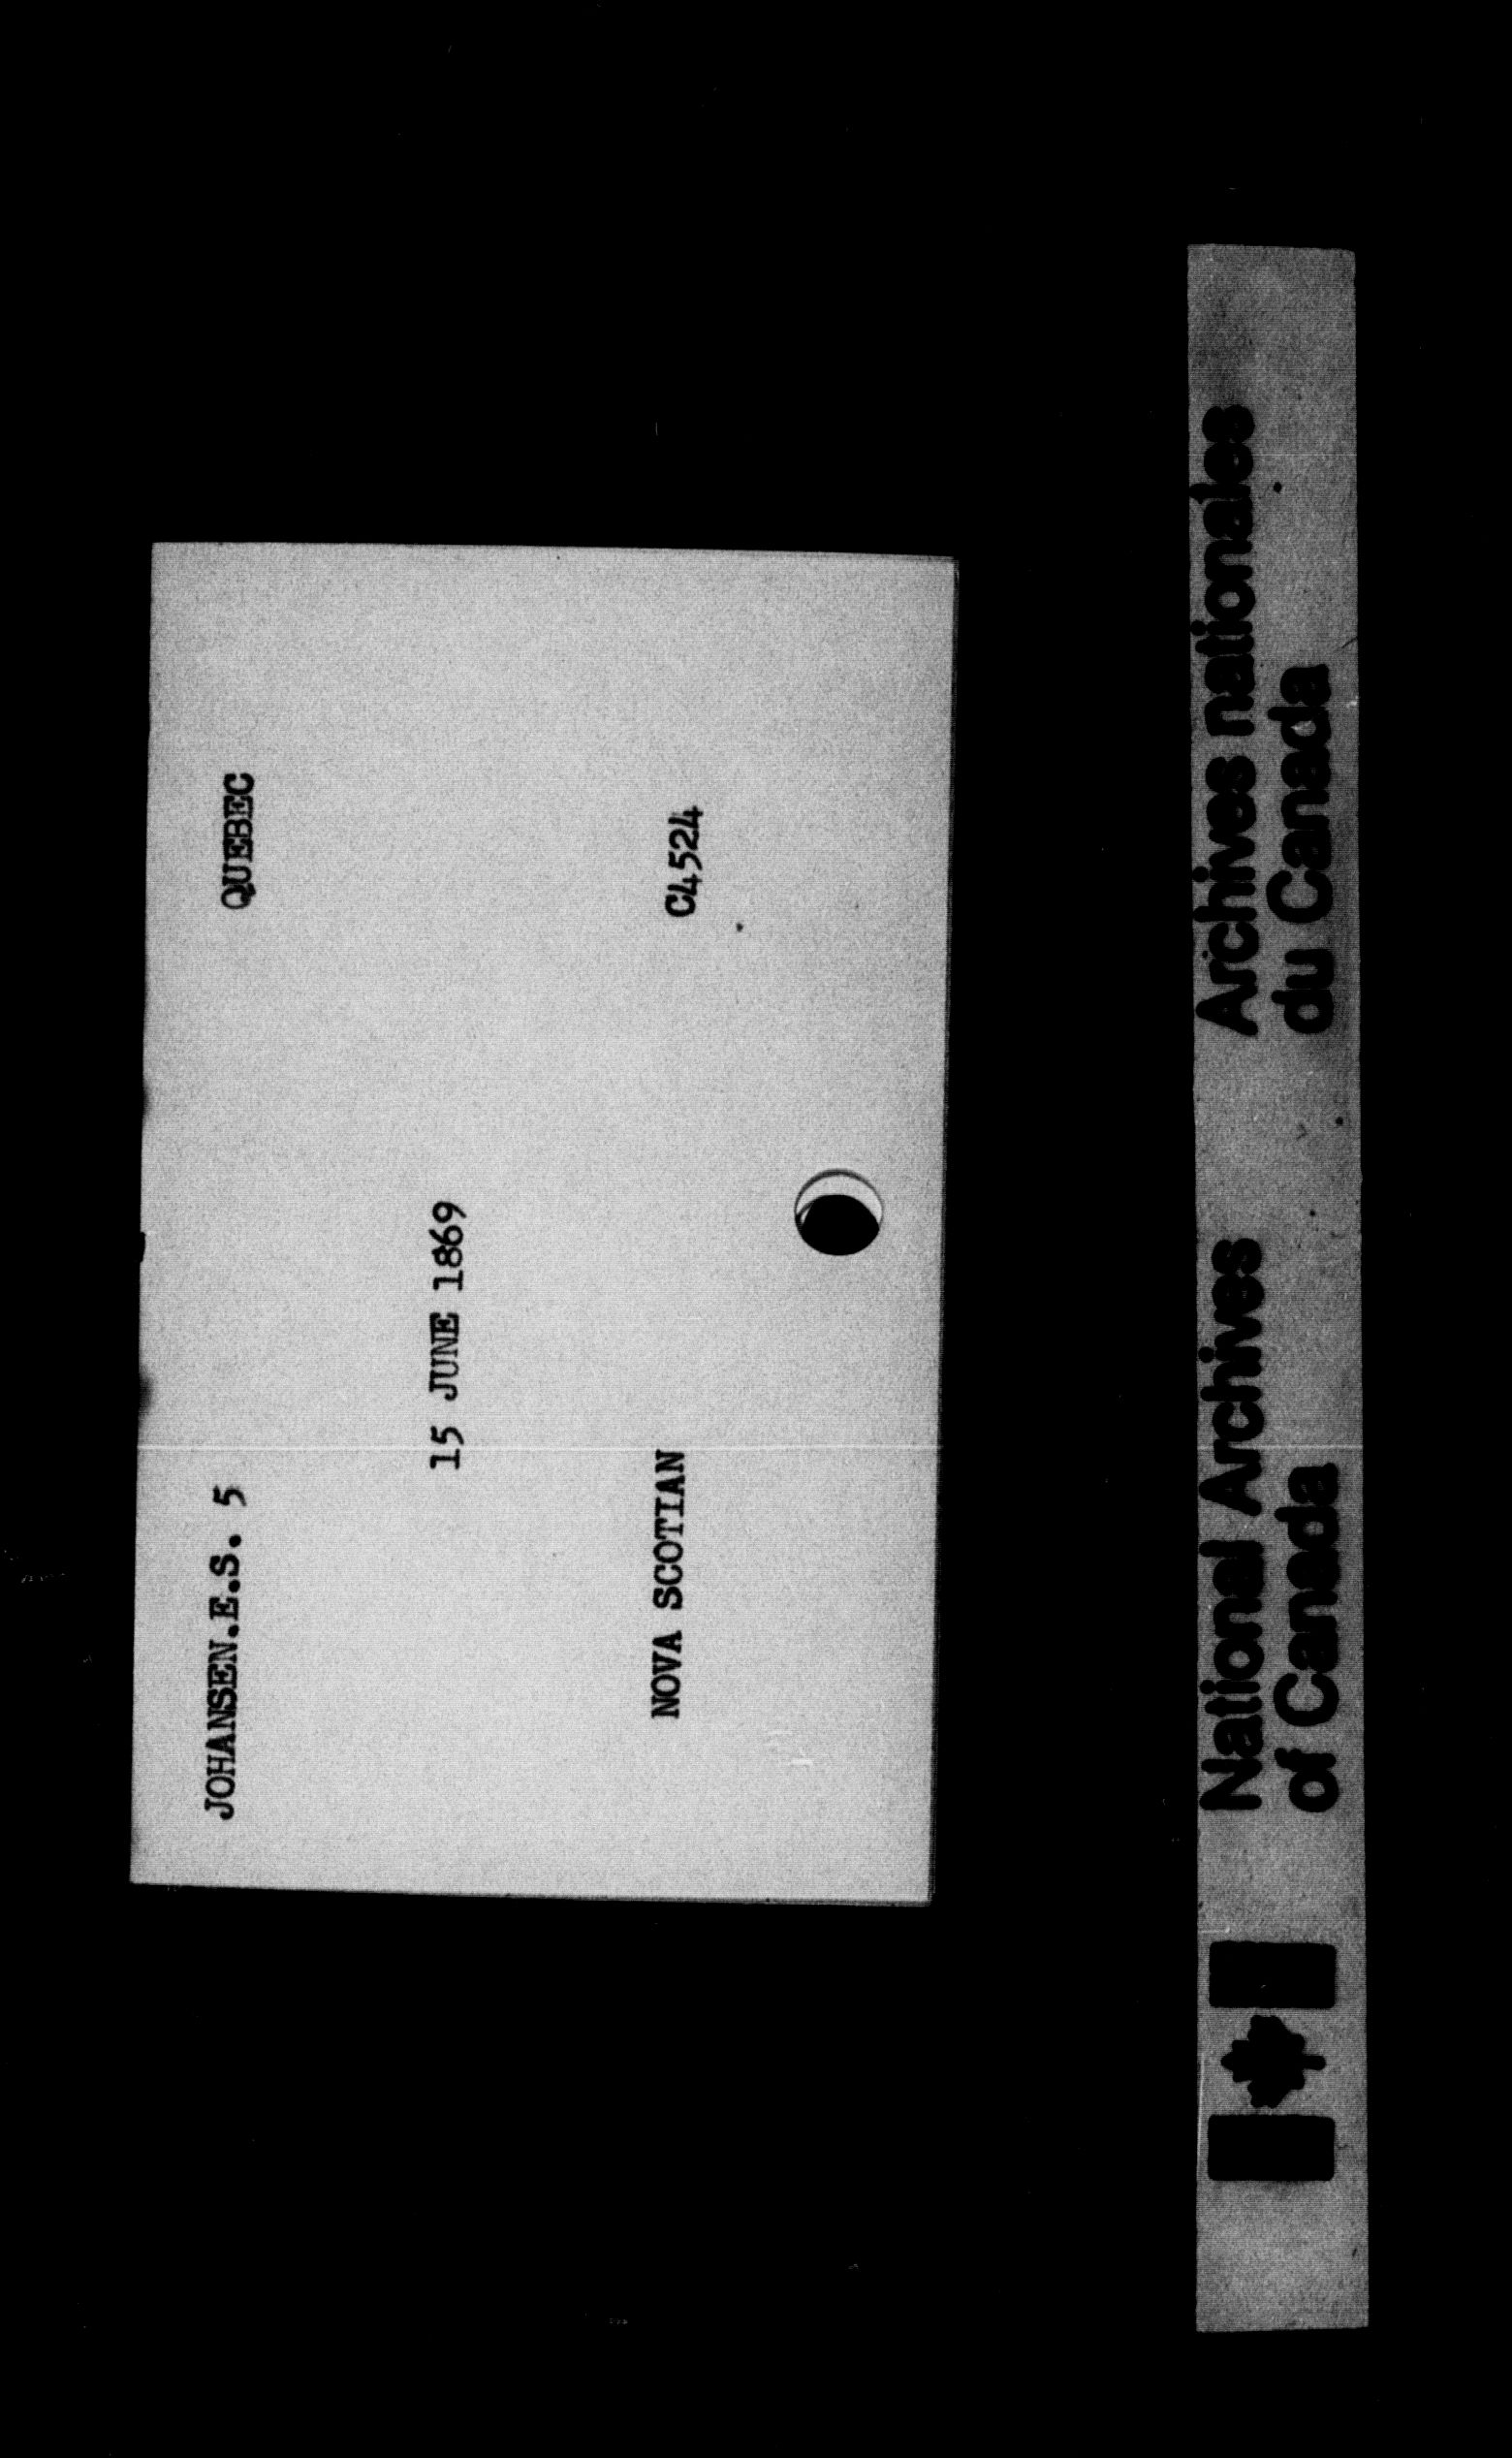 JOHANSEN.E.S. 5 QUEBEC
15 JUNE 1869
NOVA SCOTIAN C4524
National Archives Archives nationales
of Canada du Canada